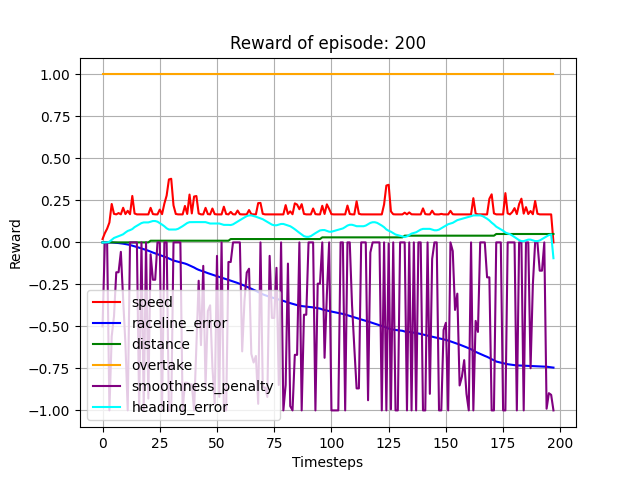 Reward of episode: 200
1.00
0.75
0.50
0.25
0.00
−0.25
−0.50
−0.75
−1.00
Reward
speed
raceline_error
distance
overtake
smoothness_penalty
heading_error
0 25 50 75 100 125 150 175 200
Timesteps